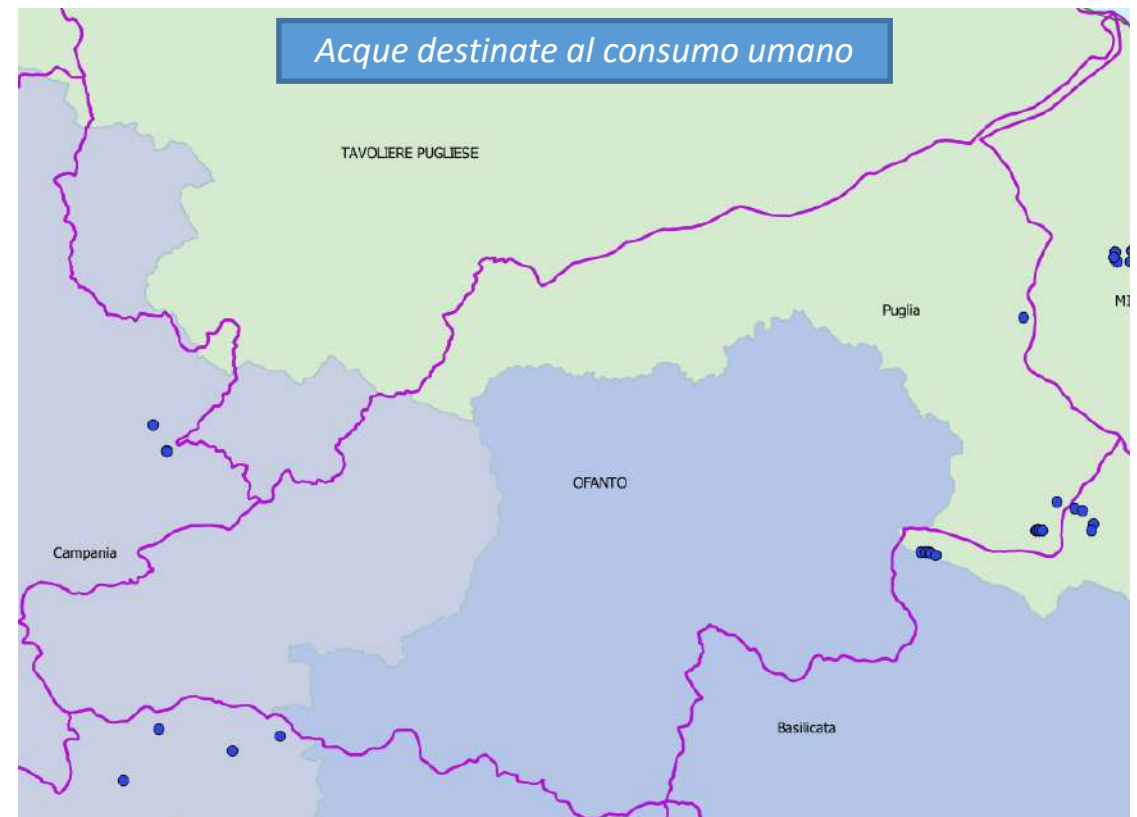 Acque destinate al consumo umano
TAVOLIERE PUGLIESE
Puglia
MI
OFANTO
Campania
Basilicata